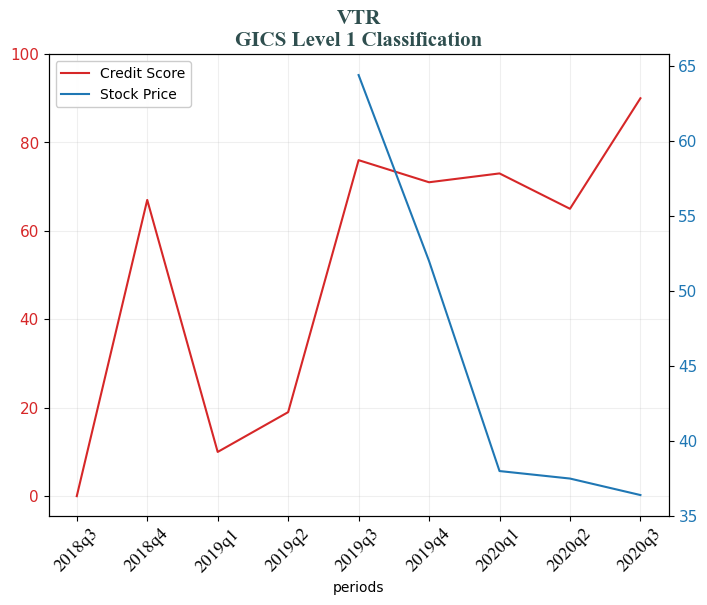 VTR
GICS Level 1 Classification
Credit Score
Stock Price
100
80
60
40
20
0
65
60
55
50
45
40
35
2018q3
2018q4
2019q1
2019q2
2019q3
2019q4
2020q1
2020q2
2020q3
periods